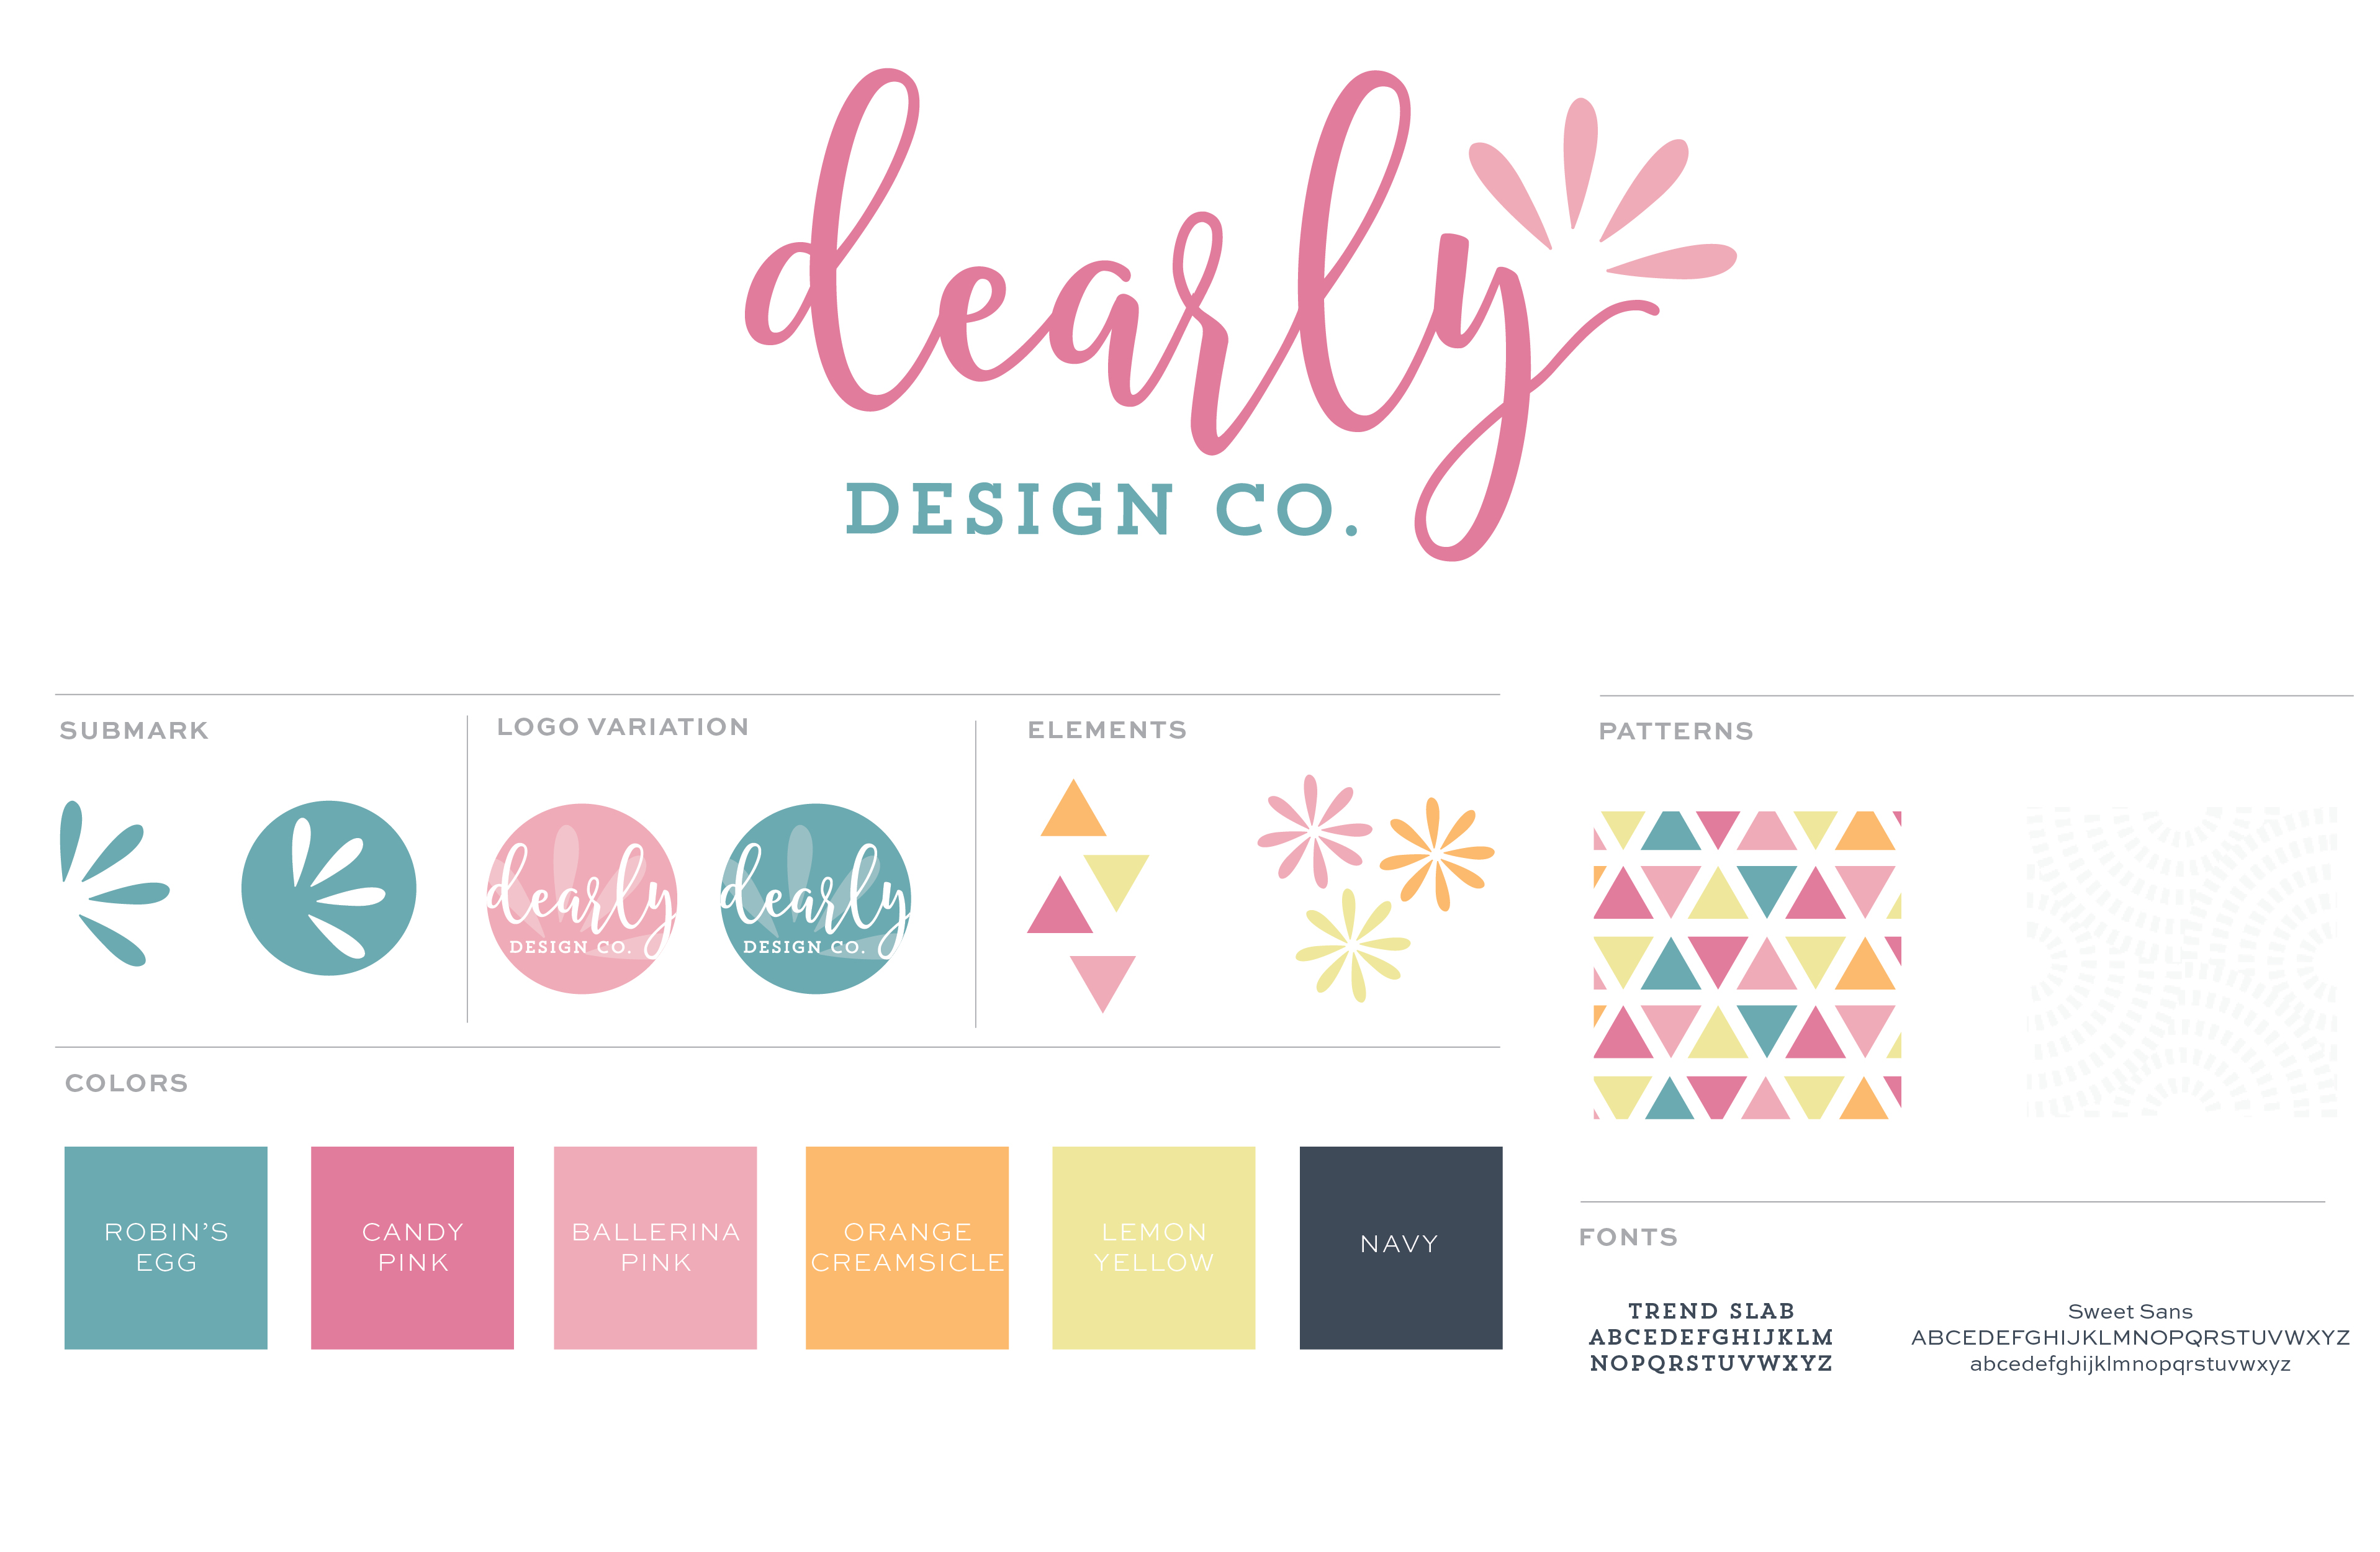 dearly
DESIGN CO.
SUBMARK
LOGO VARIATION
dearly
DESIGN CO.
dearly
DESIGN CO.
ELEMENTS
PATTERNS
COLORS
ROBIN'S
EGG
CANDY
PINK
BALLERINA
PINK
ORANGE
CREAMSICLE
LEMON
YELLOW
NAVY
FONTS
TREND SLAB
ABCEDEFGHIJKLM
NOPQRSTUVWXYZ
Sweet Sans
ABCEDEFGHIJKLMNOPQRSTUVWXYZ
abcedefghijklmnopqrstuvwxyz